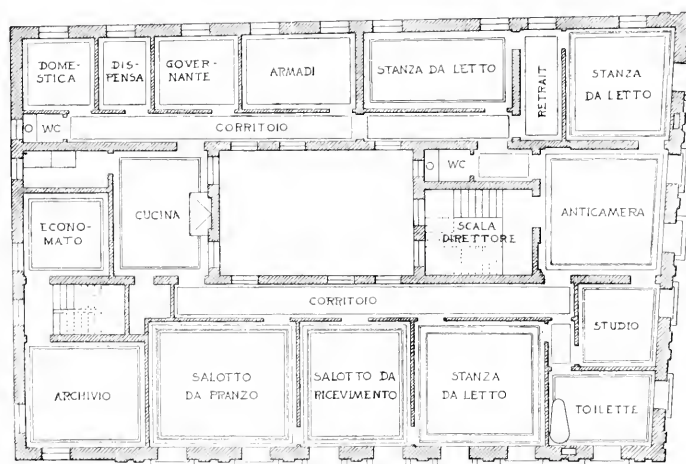 DOME-
STICA
DIS-
PENSA
GOVER-
NANTE
ARMADI
STANZA DA LETTO
RETRAIT
STANZA
DA LETTO
WC
CORRITOIO
WC
ECONO-
MATO
CUCINA
SCALA
DIRETTORE
ANTICAMERA
CORRITOIO
STUDIO
ARCHIVIO
SALOTTO
DA PRANZO
SALOTTO DA
RICEVIMENTO
STANZA
DA LETTO
TOILETTE